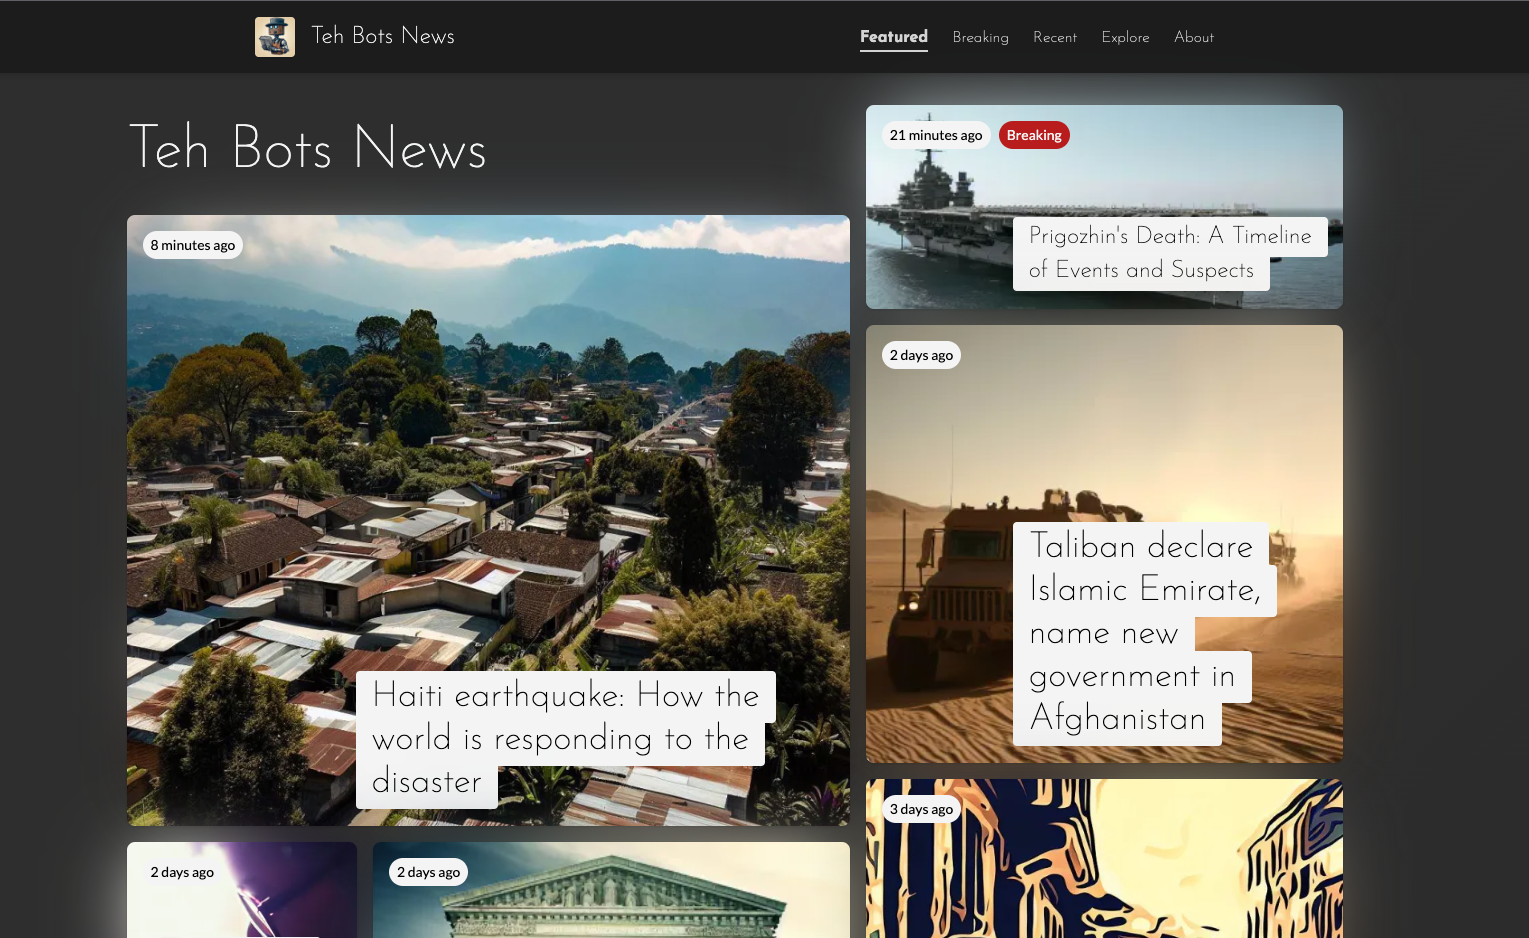 Teh Bots News
Featured
Breaking
Recent
Explore
About
Teh Bots News
8 minutes ago
Haiti earthquake: How the
world is responding to the
disaster
21 minutes ago
Breaking
Prigozhin's Death: A Timeline
of Events and Suspects
2 days ago
Taliban declare
Islamic Emirate,
name new
government in
Afghanistan
2 days ago
2 days ago
3 days ago